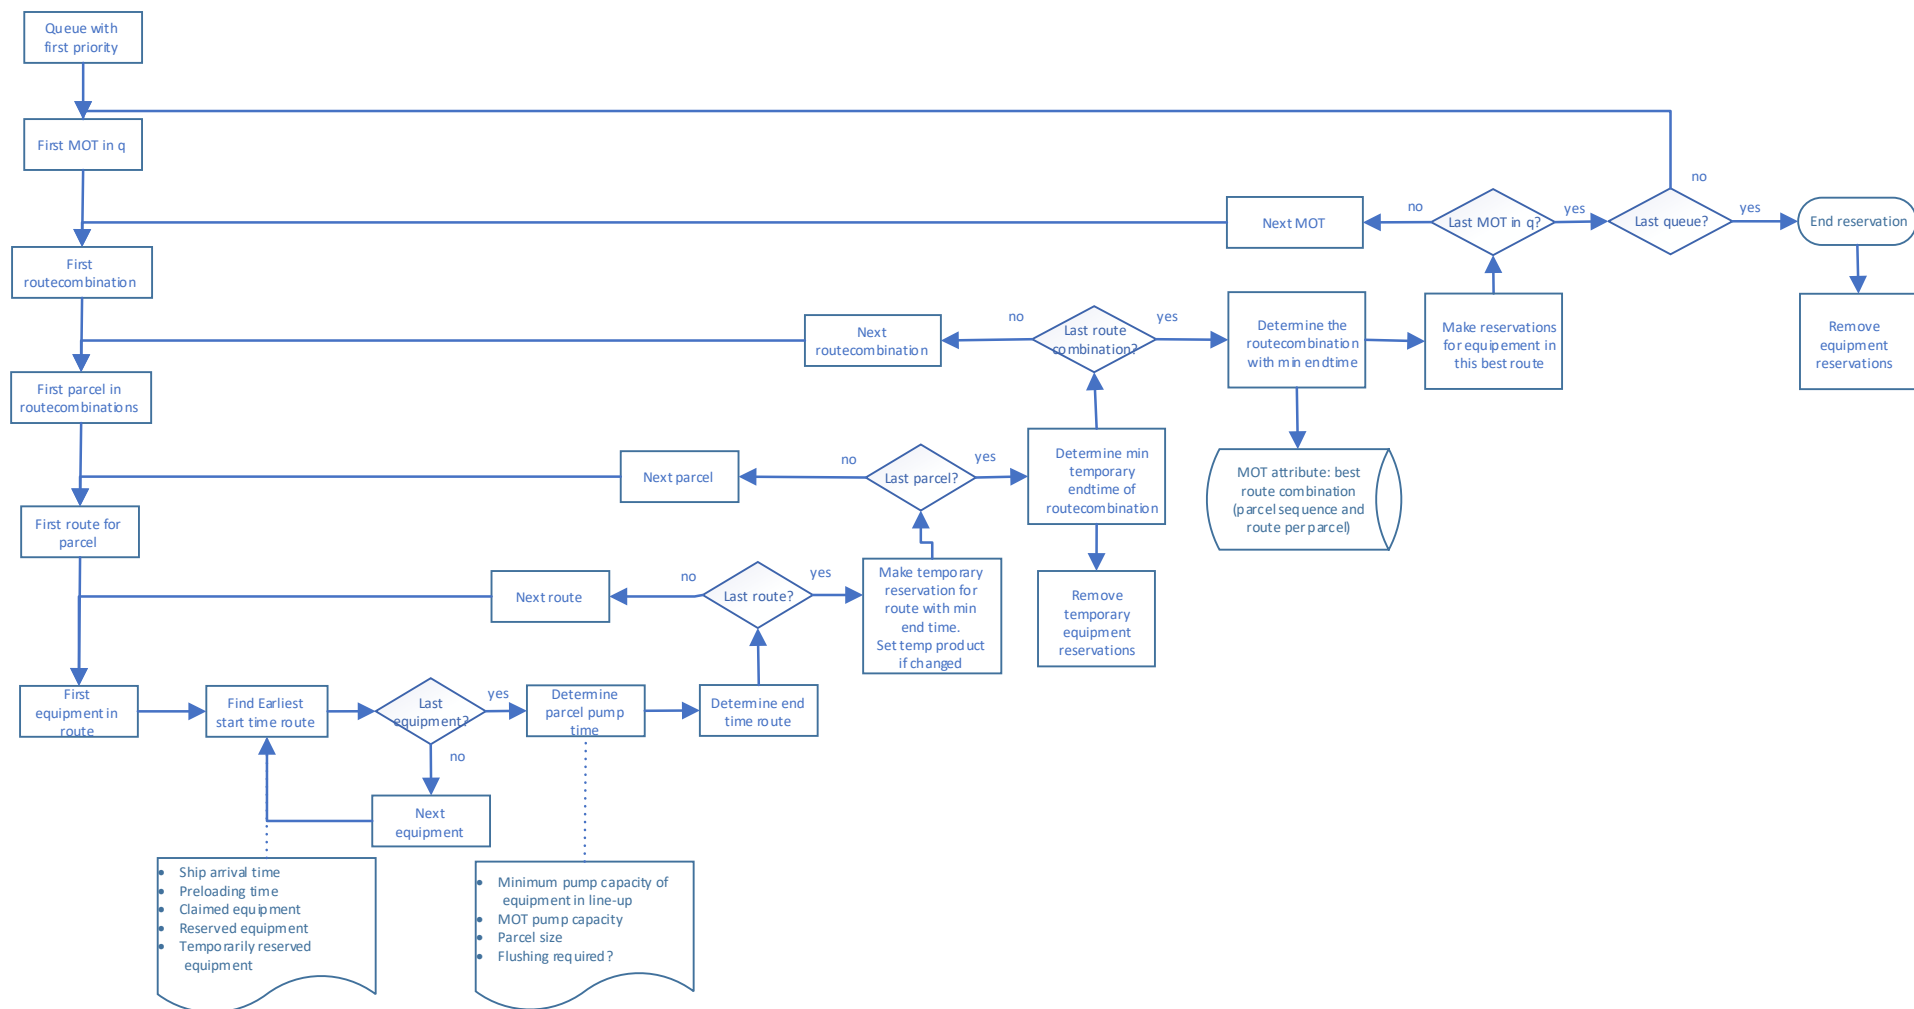 Queue with
first priority
First MOT in q
no
Next MOT
no
Last MOT in q?
yes
Last queue?
yes
End reservation
First
routecombination
Next
routecombination
no
Last route
combination?
yes
Determine the
routecombination
with min endtime
Make reservations
for equipement in
this best route
Remove
equipment
reservations
First parcel in
routecombinations
Next parcel
no
Last parcel?
yes
Determine min
temporary
endtime of
routecombination
MOT attribute: best
route combination
(parcel sequence and
route per parcel)
First route for
parcel
Next route
no
Last route?
yes
Make temporary
reservation for
route with min
end time.
Set temp product
if changed
Remove
temporary
equipment
reservations
First
equipment in
route
Find Earliest
start time route
Last
equipment?
yes
Determine
parcel pump
time
Determine end
time route
no
Next
equipment
• Ship arrival time
• Preloading time
• Claimed equipment
• Reserved equipment
• Temporarily reserved
equipment
• Minimum pump capacity of
equipment in line-up
• MOT pump capacity
• Parcel size
• Flushing required?